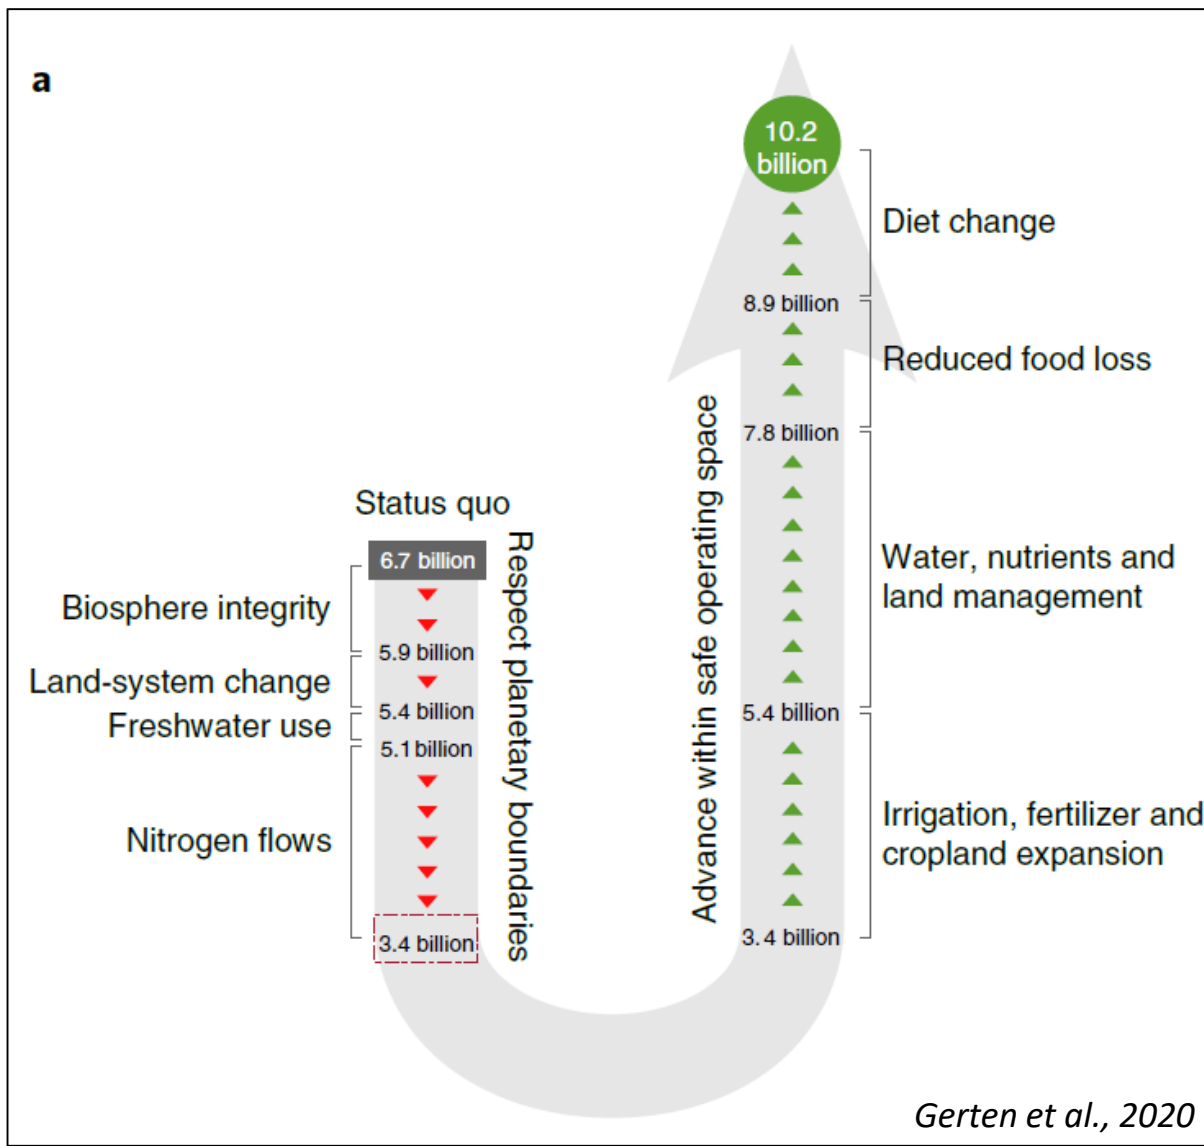 a
Status quo
6.7 billion
Biosphere integrity
5.9 billion
Land-system change
5.4 billion
Freshwater use
5.1 billion
Nitrogen flows
3.4 billion
Respect planetary boundaries
Advance within safe operating space
10.2
billion
Diet change
8.9 billion
Reduced food loss
7.8 billion
Water, nutrients and
land management
5.4 billion
Irrigation, fertilizer and
cropland expansion
3.4 billion
Gerten et al., 2020